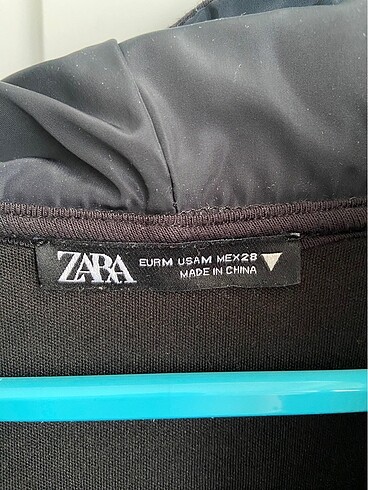 ZARA
EUR M USA M MEX 28
MADE IN CHINA